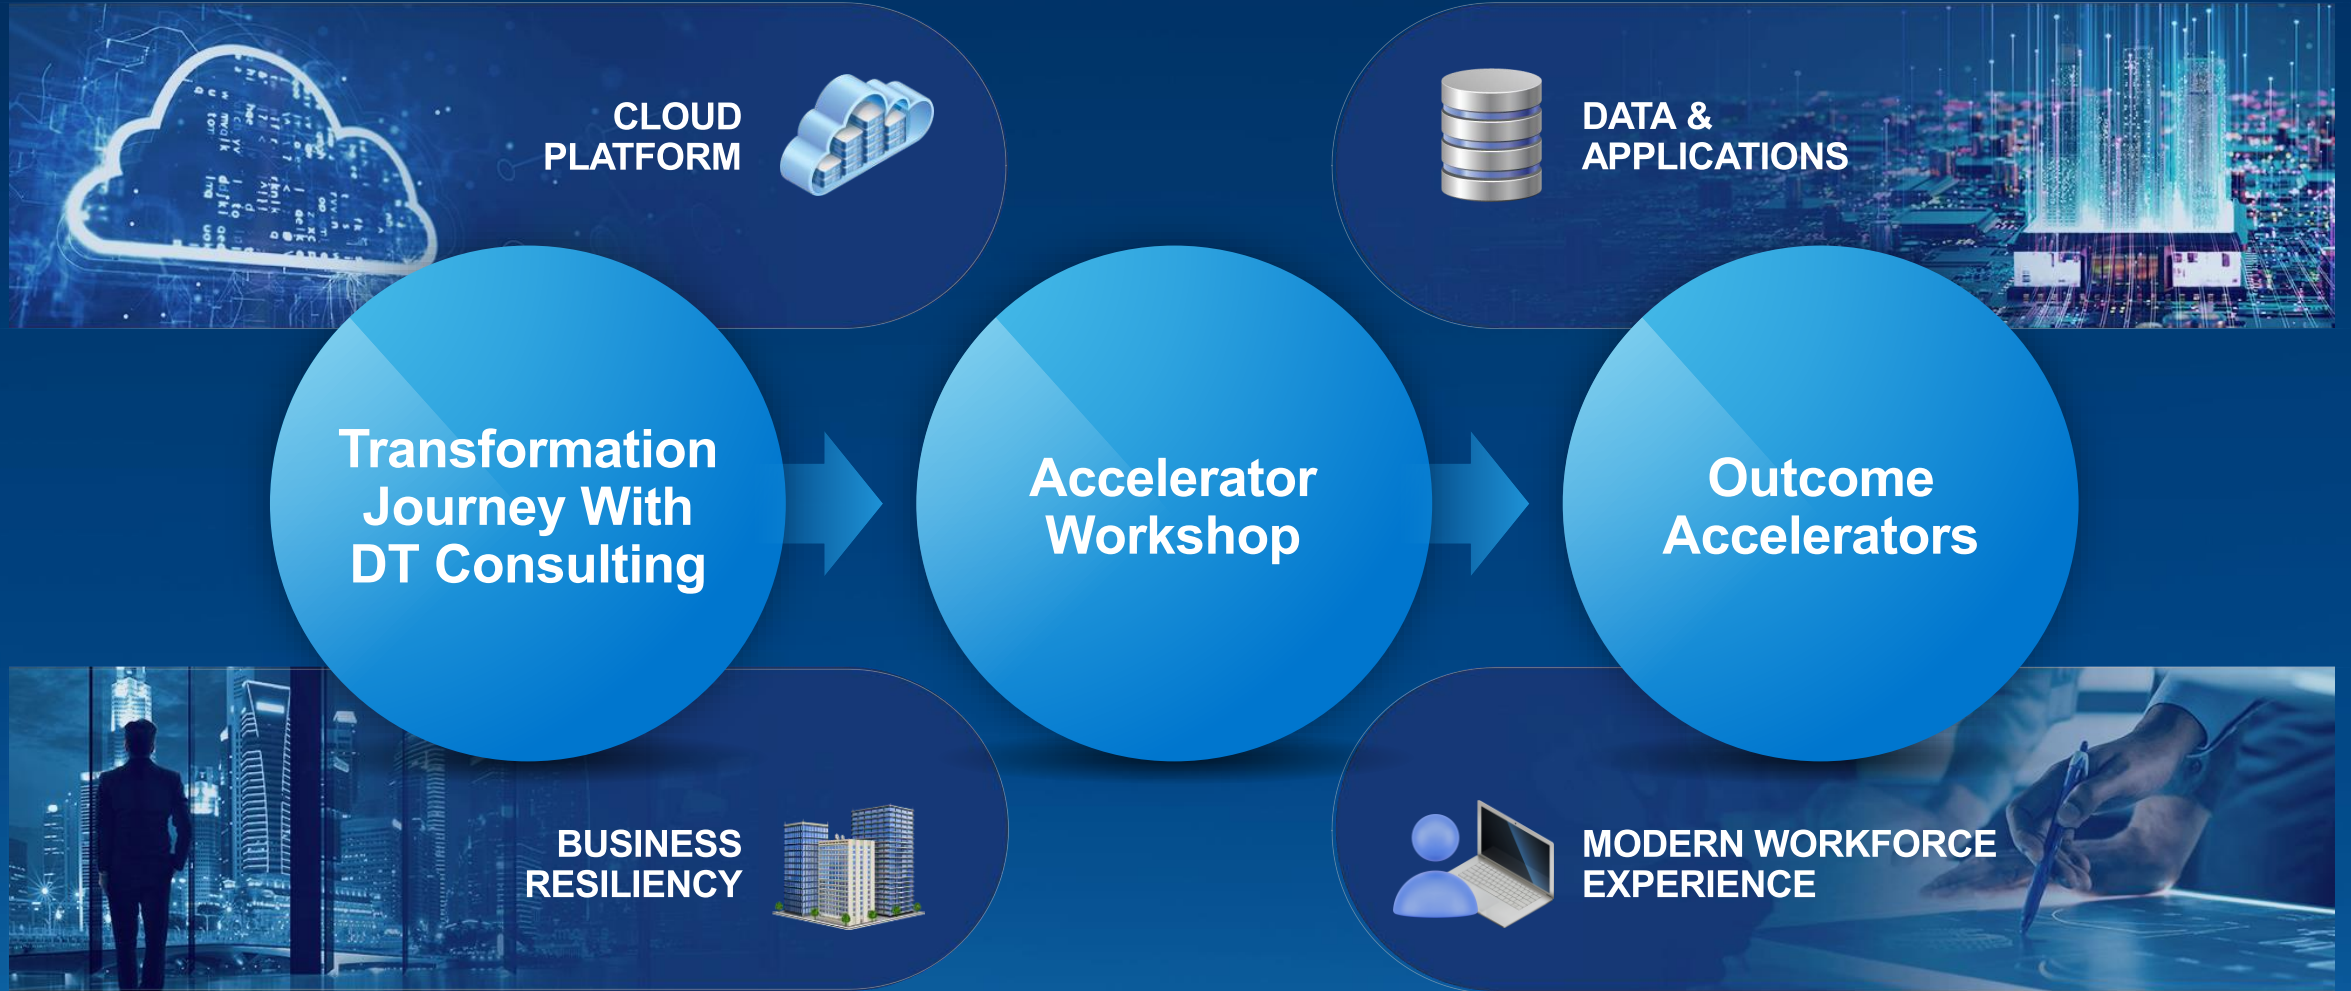 CLOUD
PLATFORM
DATA &
APPLICATIONS
Transformation
Journey With
DT Consulting
Accelerator
Workshop
Outcome
Accelerators
BUSINESS
RESILIENCY
MODERN WORKFORCE
EXPERIENCE